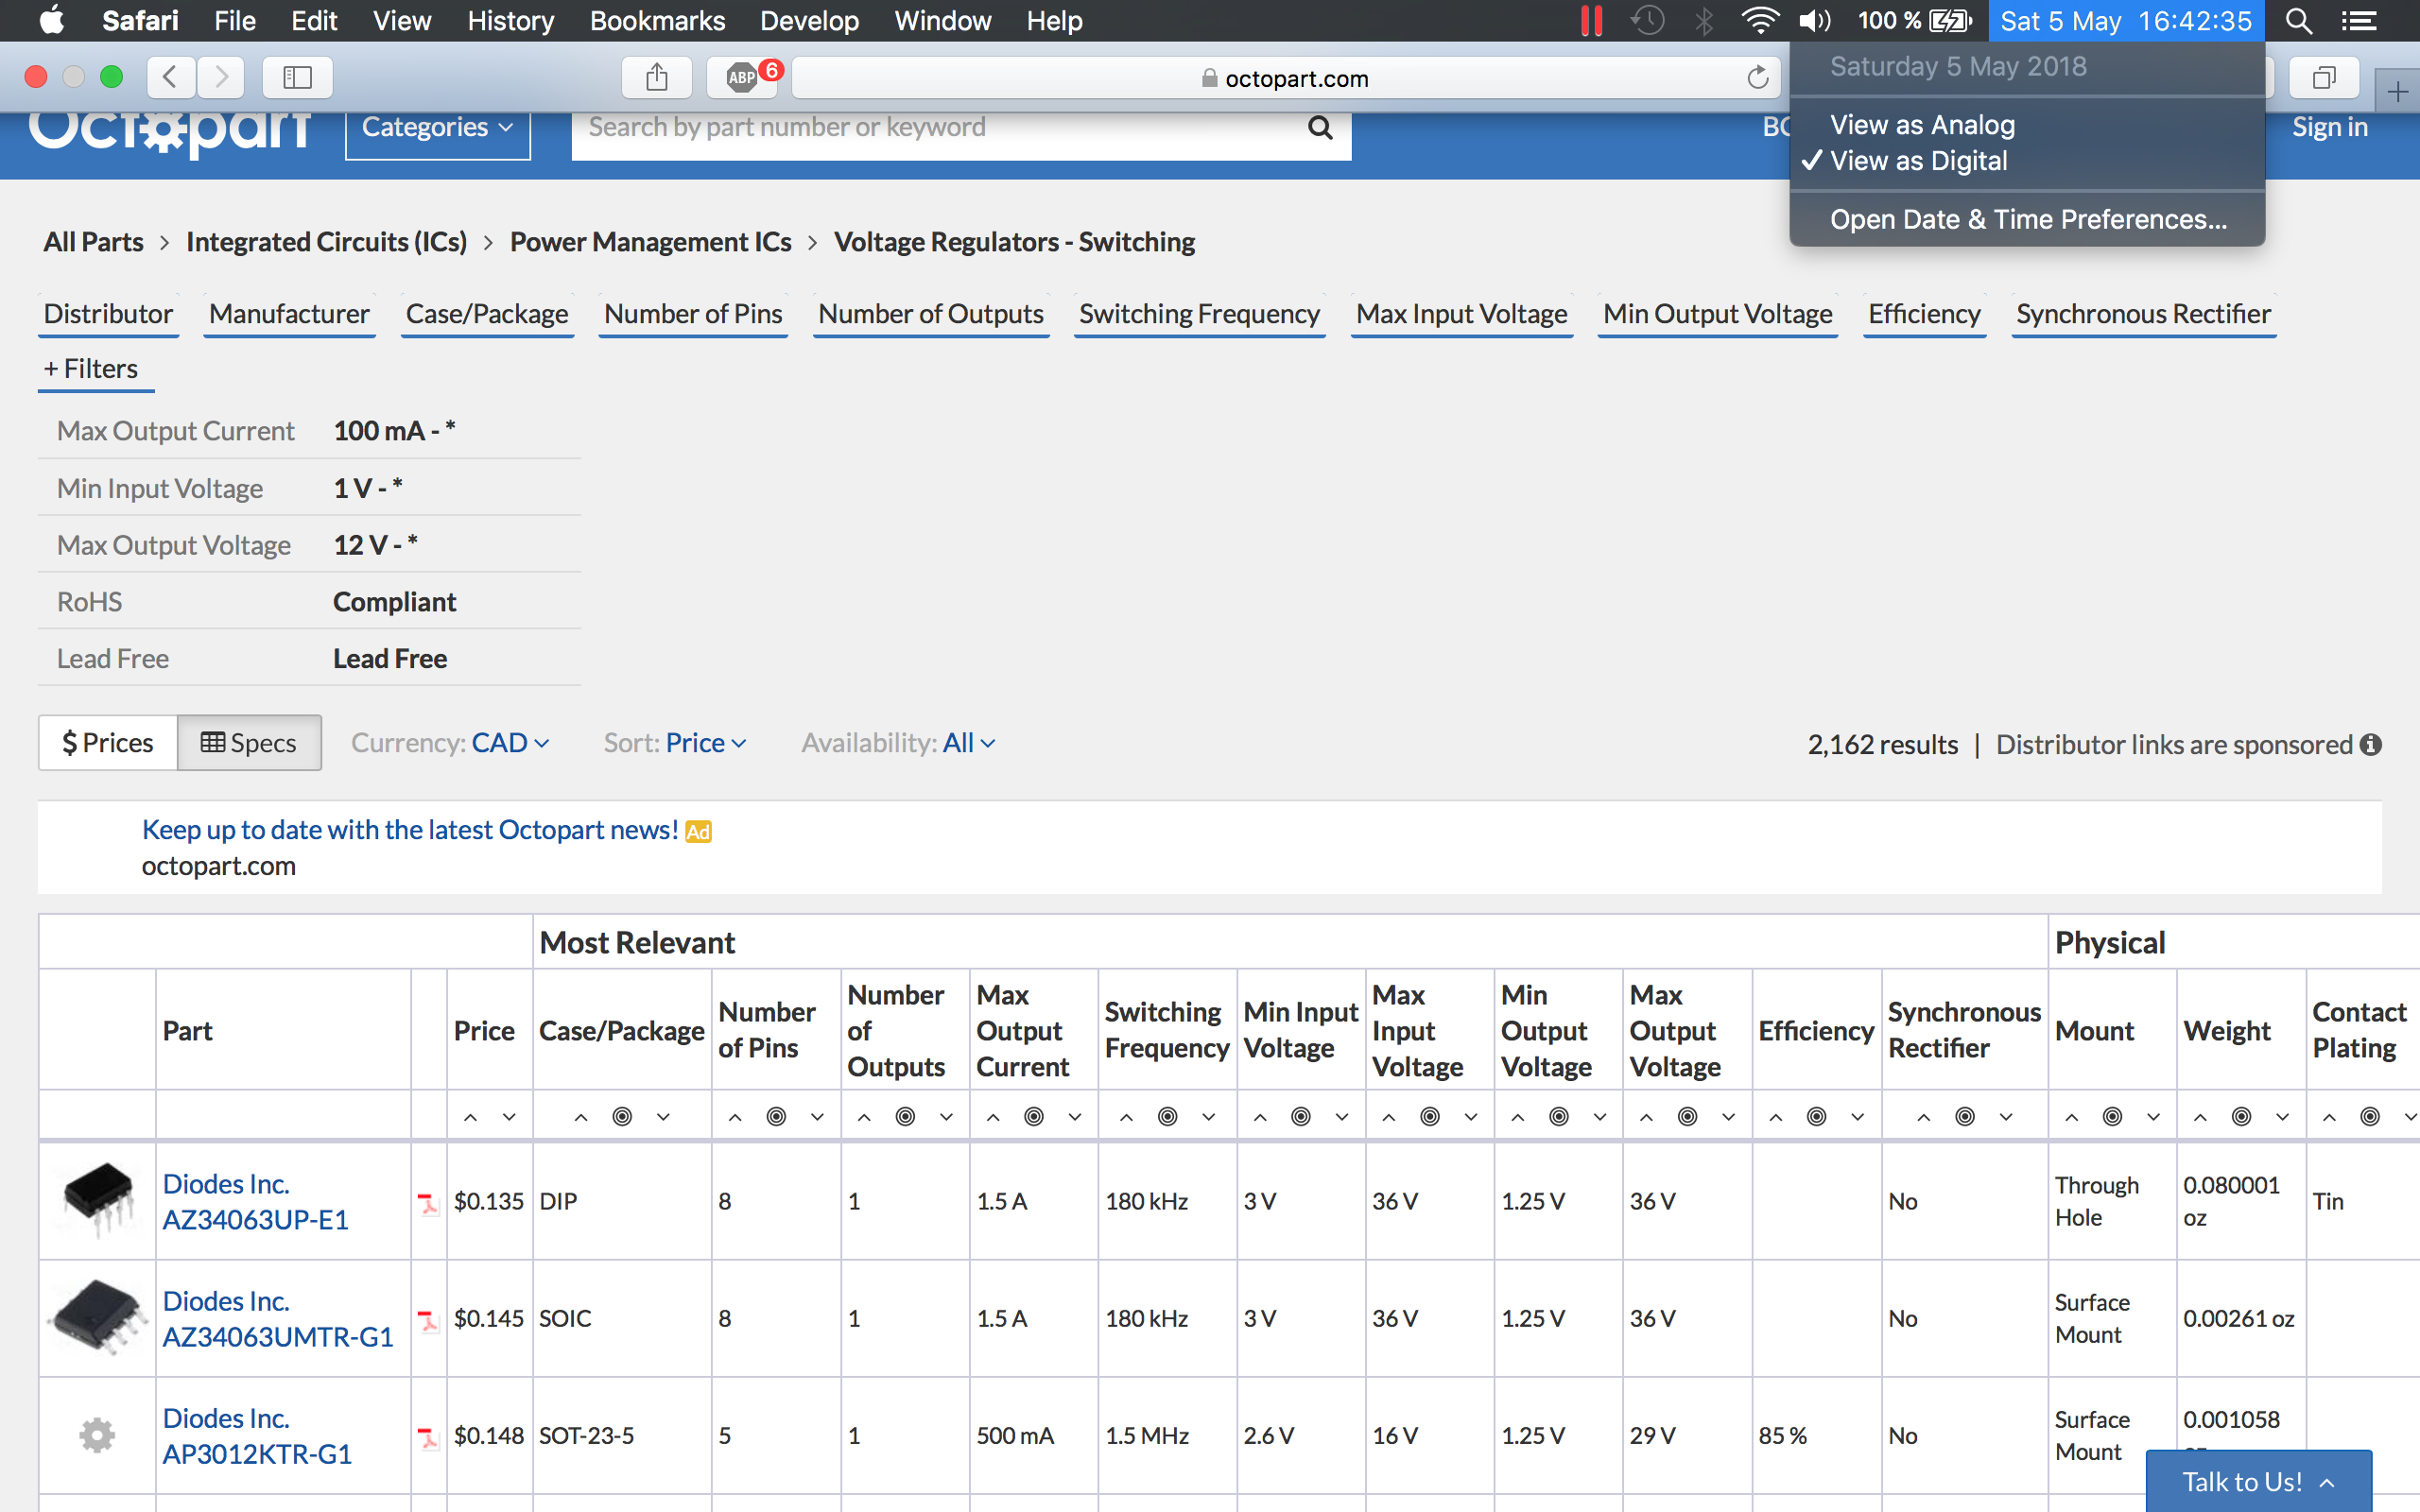 Safari File Edit View History Bookmarks Develop Window Help 100 % Sat 5 May 16:42:35
ABP 6 octopart.com
Saturday 5 May 2018
View as Analog
✓ View as Digital
Open Date & Time Preferences...
Octopart Categories Search by part number or keyword Sign in
All Parts > Integrated Circuits (ICs) > Power Management ICs > Voltage Regulators - Switching
Distributor Manufacturer Case/Package Number of Pins Number of Outputs Switching Frequency Max Input Voltage Min Output Voltage Efficiency Synchronous Rectifier
+ Filters
Max Output Current 100 mA - *
Min Input Voltage 1 V - *
Max Output Voltage 12 V - *
RoHS Compliant
Lead Free Lead Free
$ Prices Specs Currency: CAD Sort: Price Availability: All 2,162 results | Distributor links are sponsored
Keep up to date with the latest Octopart news! Ad
octopart.com
Most Relevant Physical
Part Price Case/Package Number of Pins Number of Outputs Max Output Current Switching Frequency Min Input Voltage Max Input Voltage Min Output Voltage Max Output Voltage Efficiency Synchronous Rectifier Mount Weight Contact Plating
Diodes Inc. AZ34063UP-E1 $0.135 DIP 8 1 1.5 A 180 kHz 3 V 36 V 1.25 V 36 V No Through Hole 0.080001 oz Tin
Diodes Inc. AZ34063UMTR-G1 $0.145 SOIC 8 1 1.5 A 180 kHz 3 V 36 V 1.25 V 36 V No Surface Mount 0.00261 oz
Diodes Inc. AP3012KTR-G1 $0.148 SOT-23-5 5 1 500 mA 1.5 MHz 2.6 V 16 V 1.25 V 29 V 85 % No Surface Mount 0.001058
Talk to Us!